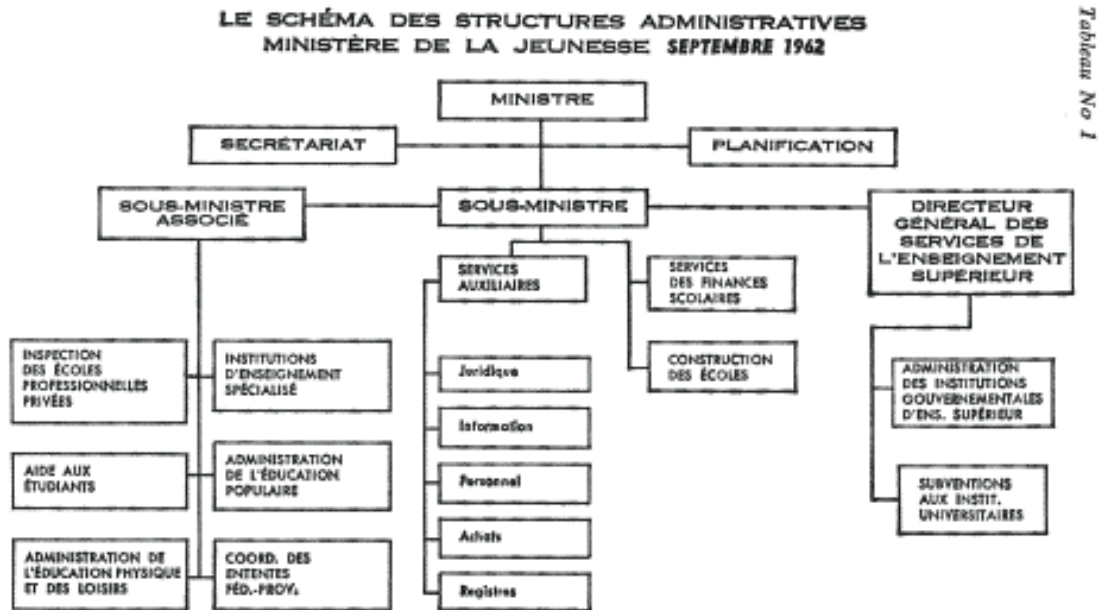 LE SCHÉMA DES STRUCTURES ADMINISTRATIVES
MINISTÈRE DE LA JEUNESSE SEPTEMBRE 1962
Tableau No 1
MINISTRE
SECRÉTARIAT
PLANIFICATION
SOUS-MINISTRE
ASSOCIÉ
SOUS-MINISTRE
DIRECTEUR
GÉNÉRAL DES
SERVICES DE
L'ENSEIGNEMENT
SUPÉRIEUR
SERVICES
AUXILIAIRES
SERVICES
DES FINANCES
SCOLAIRES
INSPECTION
DES ÉCOLES
PROFESSIONNELLES
PRIVÉES
INSTITUTIONS
D'ENSEIGNEMENT
SPÉCIALISÉ
Juridique
CONSTRUCTION
DES ÉCOLES
ADMINISTRATION
DES INSTITUTIONS
GOUVERNEMENTALES
D'ENS. SUPÉRIEUR
Information
AIDE AUX
ÉTUDIANTS
ADMINISTRATION
DE L'ÉDUCATION
POPULAIRE
Personnel
SUBVENTIONS
AUX INSTIT.
UNIVERSITAIRES
Achats
ADMINISTRATION DE
L'ÉDUCATION PHYSIQUE
ET DES LOISIRS
COORD. DES
ENTENTES
FÉD.-PROV.
Registres